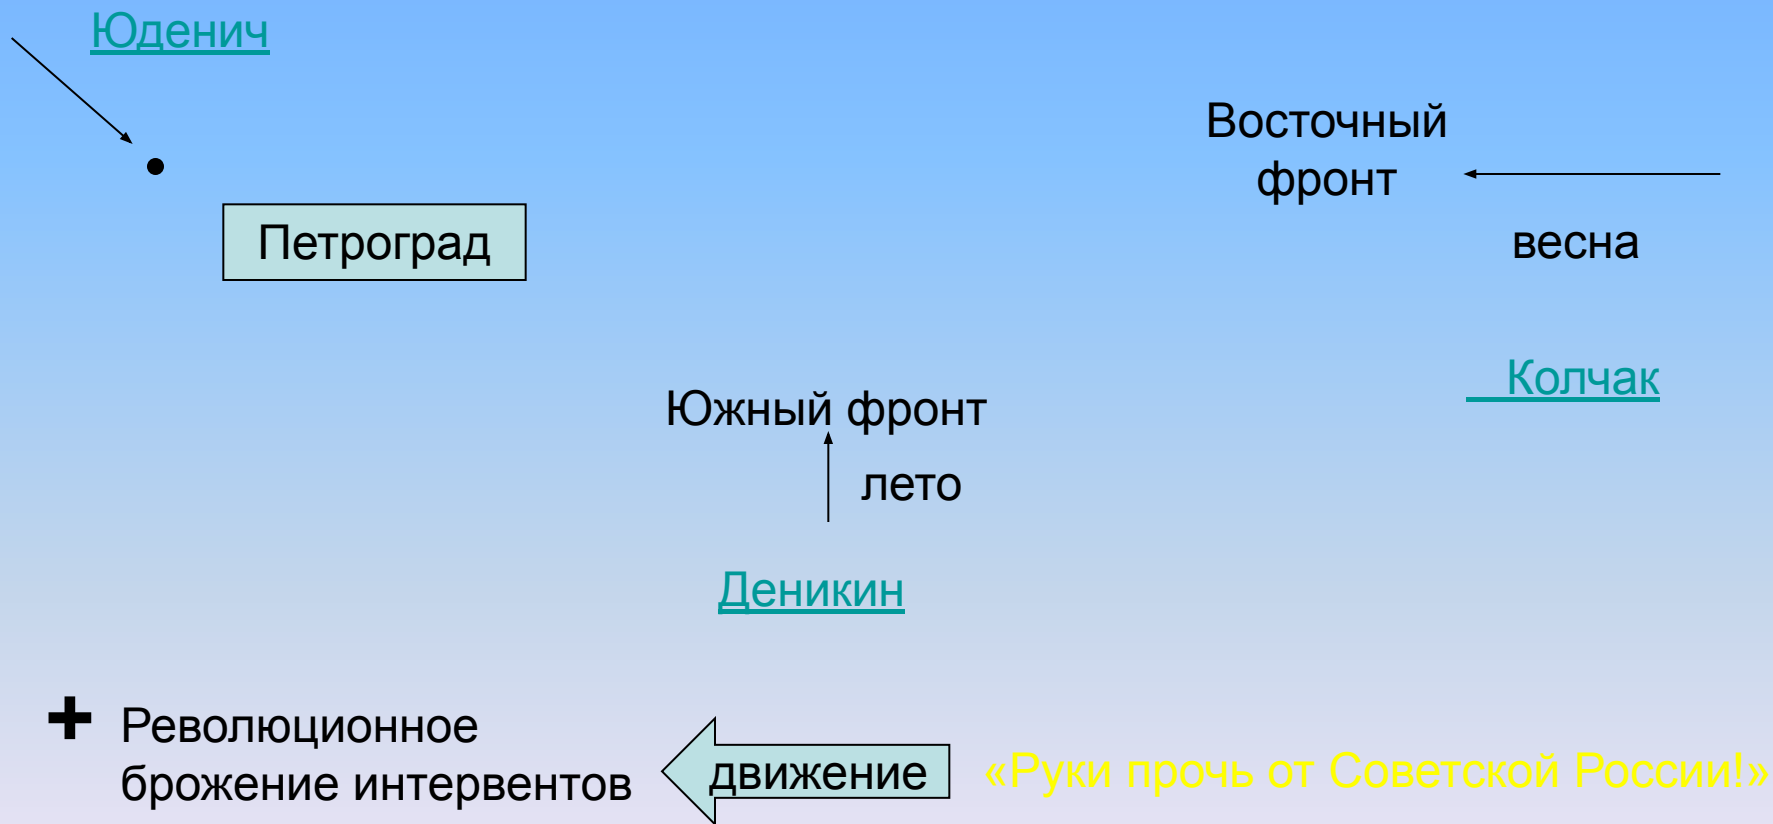 Юденич
Восточный
фронт
Петроград
весна
Колчак
Южный фронт
лето
Деникин
+ Революционное
брожение интервентов
движение
«Руки прочь от Советской России!»